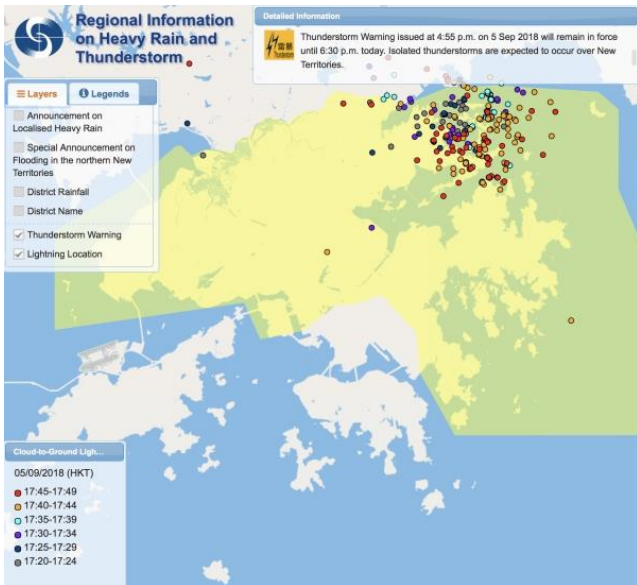 Regional Information
on Heavy Rain and
Thunderstorm
Detailed Information
雷暴
Thunderstorm
Thunderstorm Warning issued at 4:55 p.m. on 5 Sep 2018 will remain in force
until 6:30 p.m. today. Isolated thunderstorms are expected to occur over New
Territories.
Layers
Legends
Announcement on
Localised Heavy Rain
Special Announcement on
Flooding in the northern New
Territories
District Rainfall
District Name
Thunderstorm Warning
Lightning Location
Cloud-to-Ground Ligh...
05/09/2018 (HKT)
17:45-17:49
17:40-17:44
17:35-17:39
17:30-17:34
17:25-17:29
17:20-17:24